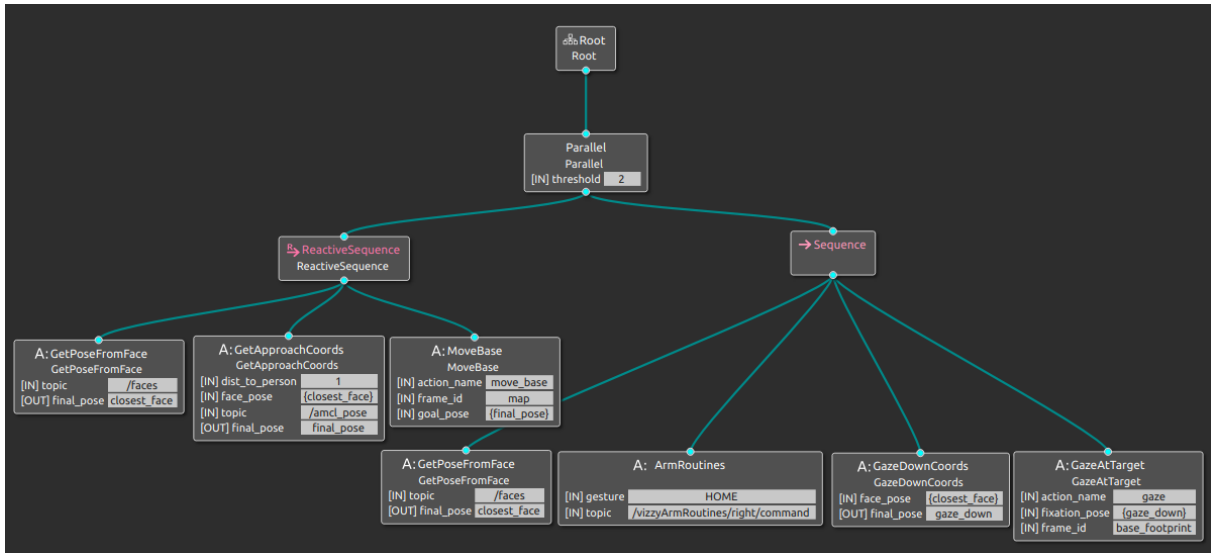 Root
Root
Parallel
Parallel
[IN] threshold 2
ReactiveSequence
ReactiveSequence
Sequence
A: GetPoseFromFace
GetPoseFromFace
[IN] topic /faces
[OUT] final_pose closest_face
A: GetApproachCoords
GetApproachCoords
[IN] dist_to_person 1
[IN] face_pose {closest_face}
[IN] topic /amcl_pose
[OUT] final_pose final_pose
A: MoveBase
MoveBase
[IN] action_name move_base
[IN] frame_id map
[IN] goal_pose {final_pose}
A: GetPoseFromFace
GetPoseFromFace
[IN] topic /faces
[OUT] final_pose closest_face
A: ArmRoutines
[IN] gesture HOME
[IN] topic /vizzyArmRoutines/right/command
A: GazeDownCoords
GazeDownCoords
[IN] face_pose {closest_face}
[OUT] final_pose gaze_down
A: GazeAtTarget
GazeAtTarget
[IN] action_name gaze
[IN] fixation_pose {gaze_down}
[IN] frame_id base_footprint